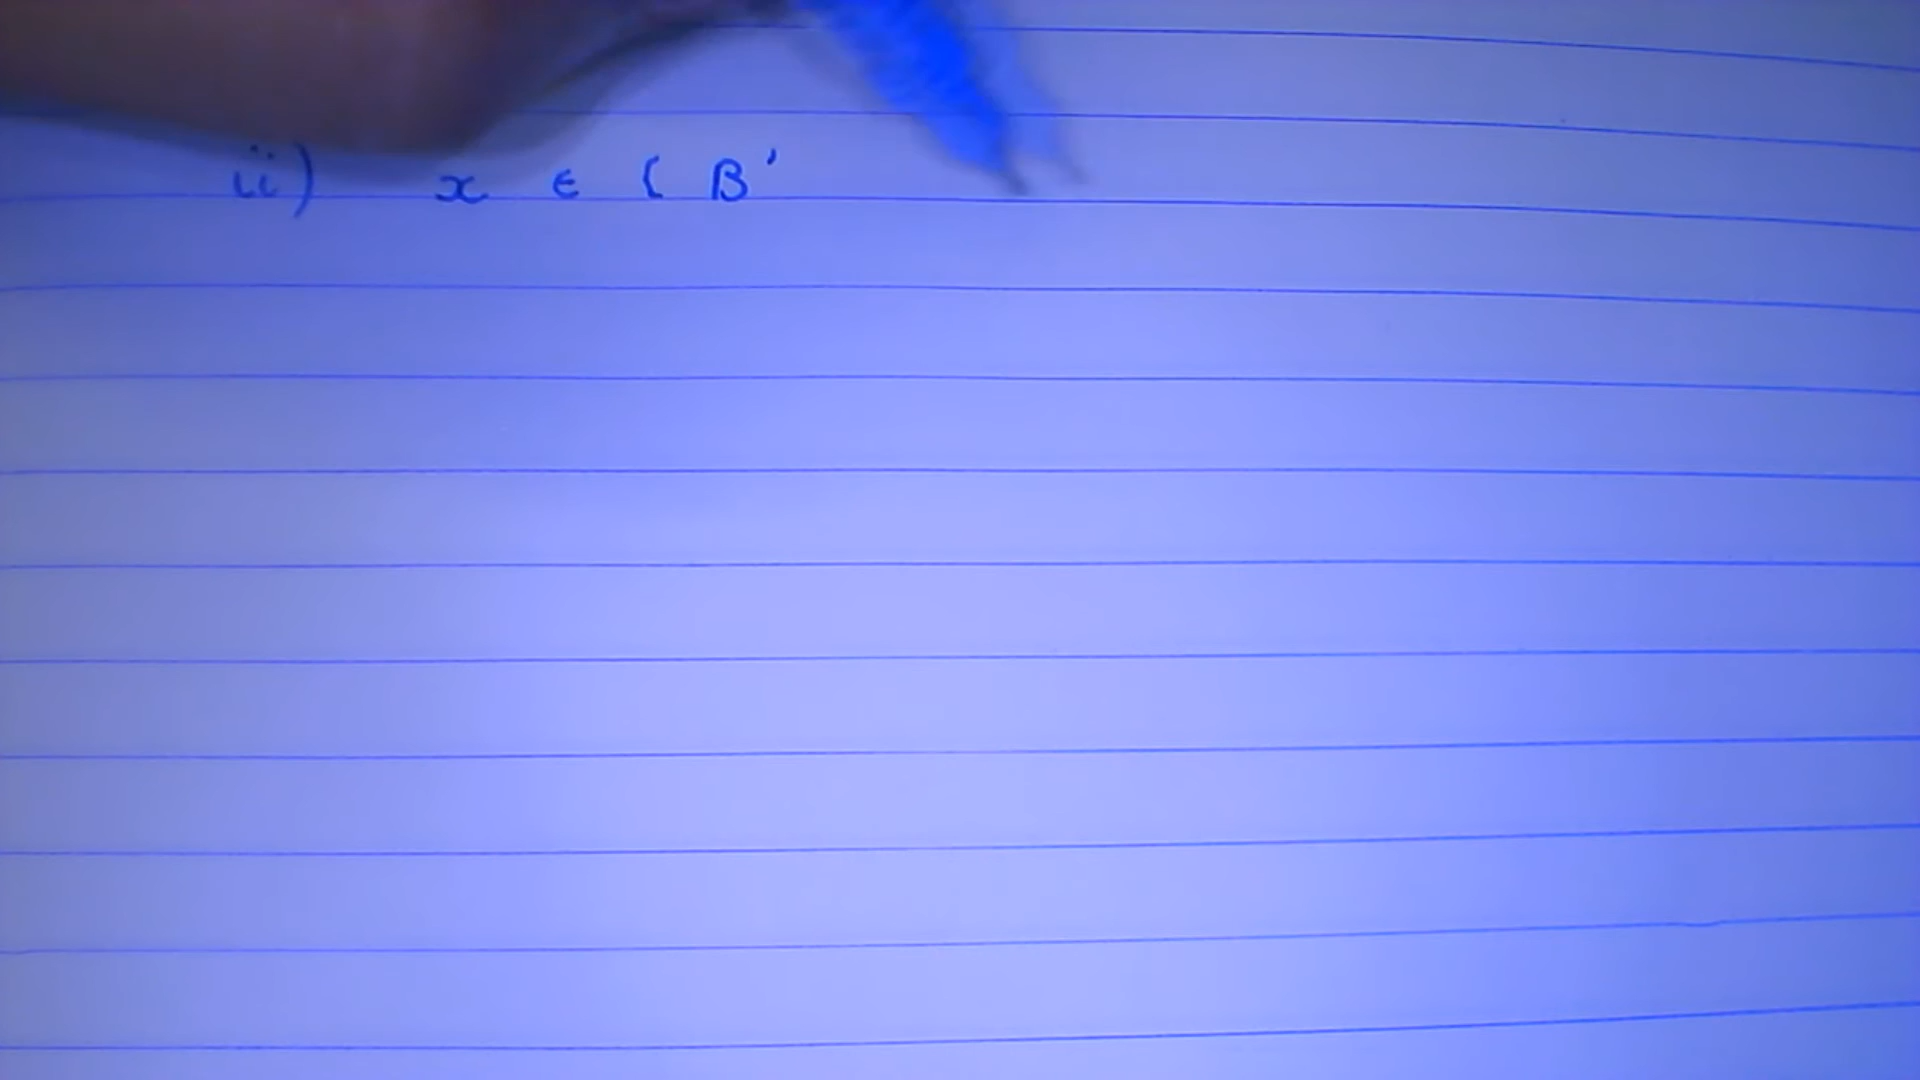 ii) x ∈ { B'